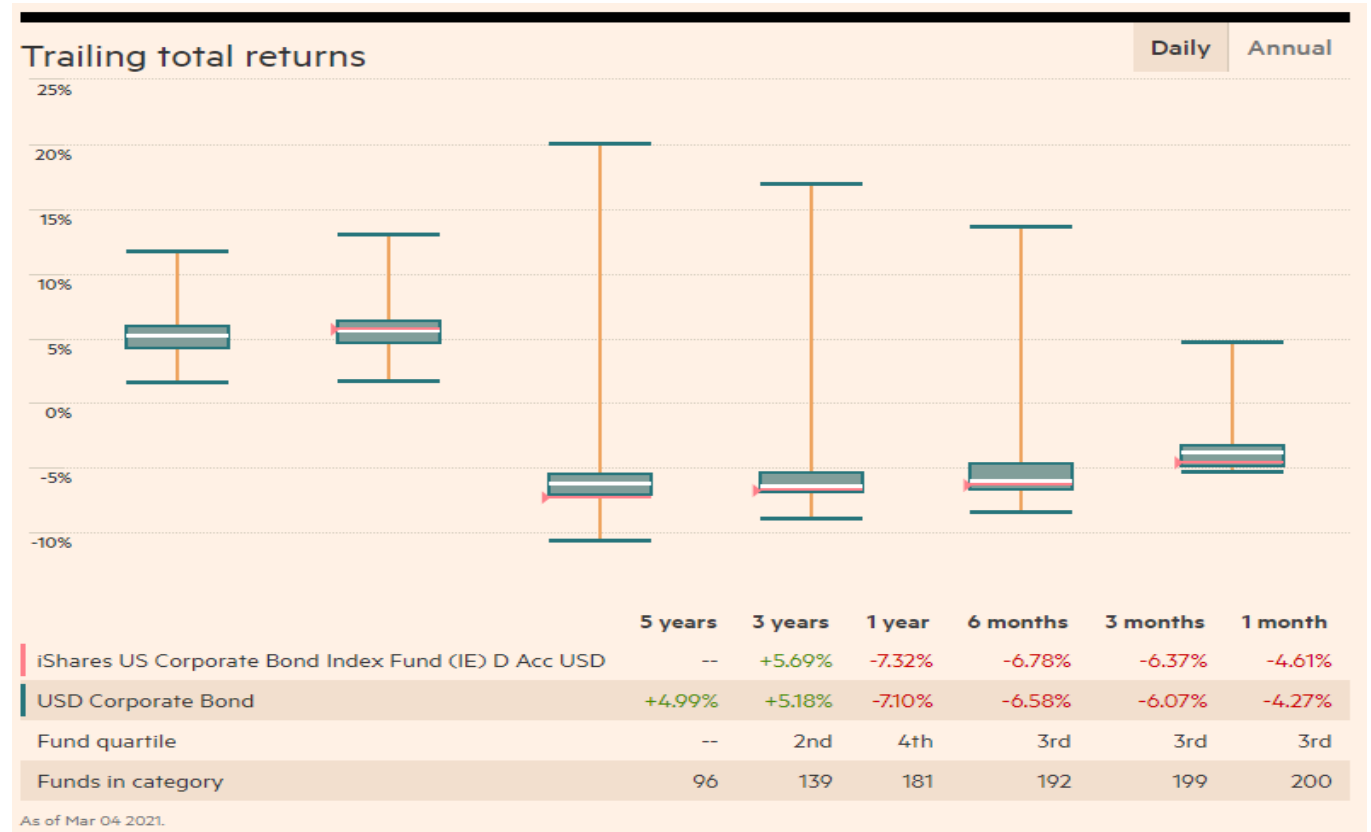 Trailing total returns
Daily Annual
25%
20%
15%
10%
5%
0%
-5%
-10%
5 years 3 years 1 year 6 months 3 months 1 month
iShares US Corporate Bond Index Fund (IE) D Acc USD -- +5.69% -7.32% -6.78% -6.37% -4.61%
USD Corporate Bond +4.99% +5.18% -7.10% -6.58% -6.07% -4.27%
Fund quartile -- 2nd 4th 3rd 3rd 3rd
Funds in category 96 139 181 192 199 200
As of Mar 04 2021.